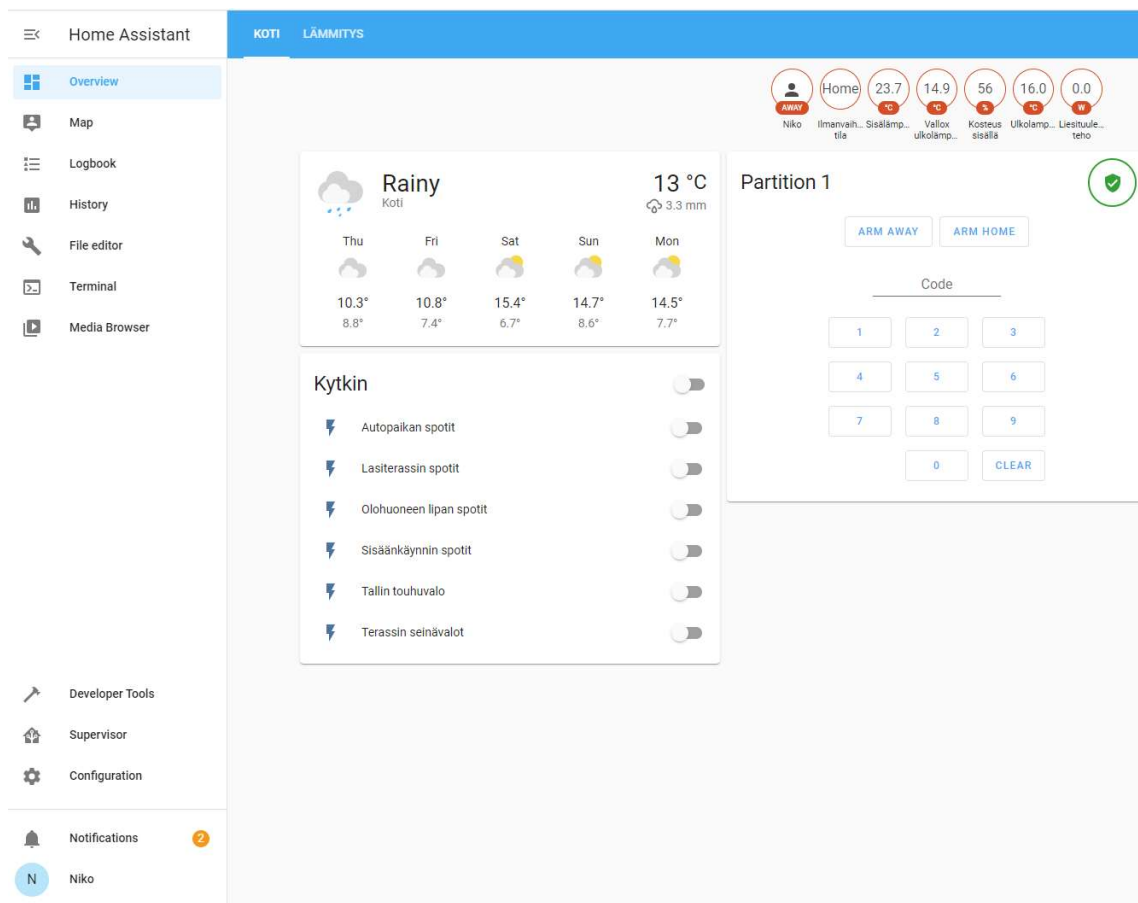 Home Assistant
KOTI LÄMMITYS
Overview
Map
Logbook
History
File editor
Terminal
Media Browser
Developer Tools
Supervisor
Configuration
Notifications 2
N Niko
Home 23.7 14.9 56 16.0 0.0
AWAY °C °C % °C W
Niko Ilmanvaih... Sisälämp... Vallox Kosteus Ulkolamp... Liesituule...
tila ulkolämp... sisällä teho
Rainy 13 °C
Koti 3.3 mm
Thu Fri Sat Sun Mon
10.3° 10.8° 15.4° 14.7° 14.5°
8.8° 7.4° 6.7° 8.6° 7.7°
Kytkin
Autopaikan spotit
Lasiterassin spotit
Olohuoneen lipan spotit
Sisäänkäynnin spotit
Tallin touhuvalo
Terassin seinävalot
Partition 1
ARM AWAY ARM HOME
Code
1 2 3
4 5 6
7 8 9
0 CLEAR